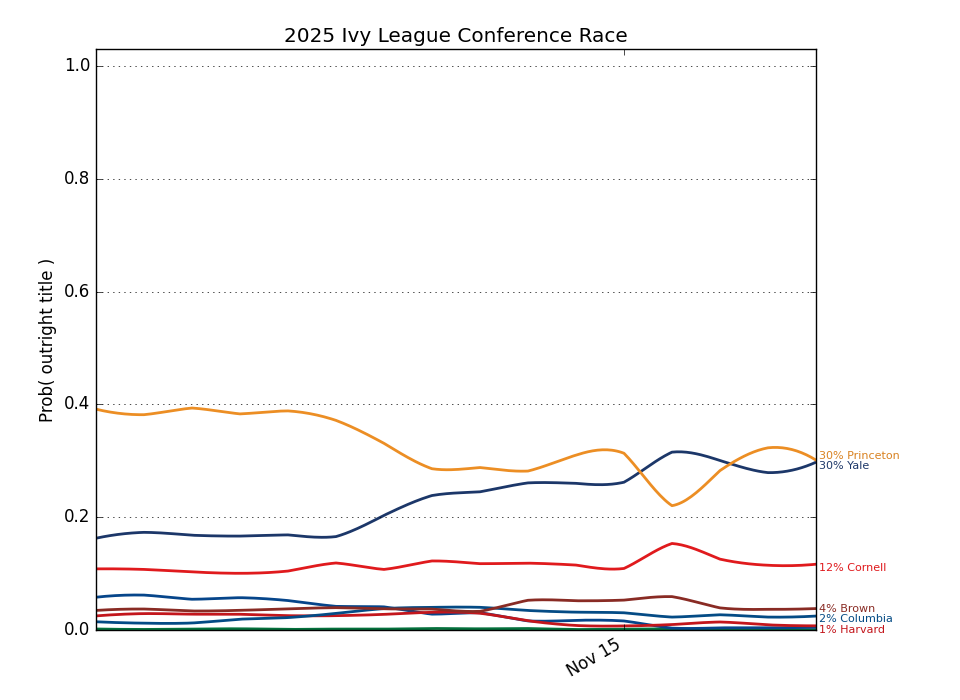 2025 Ivy League Conference Race
Prob( outright title )
1.0
0.8
0.6
0.4
0.2
0.0
Nov 15
30% Princeton
30% Yale
12% Cornell
4% Brown
2% Columbia
1% Harvard